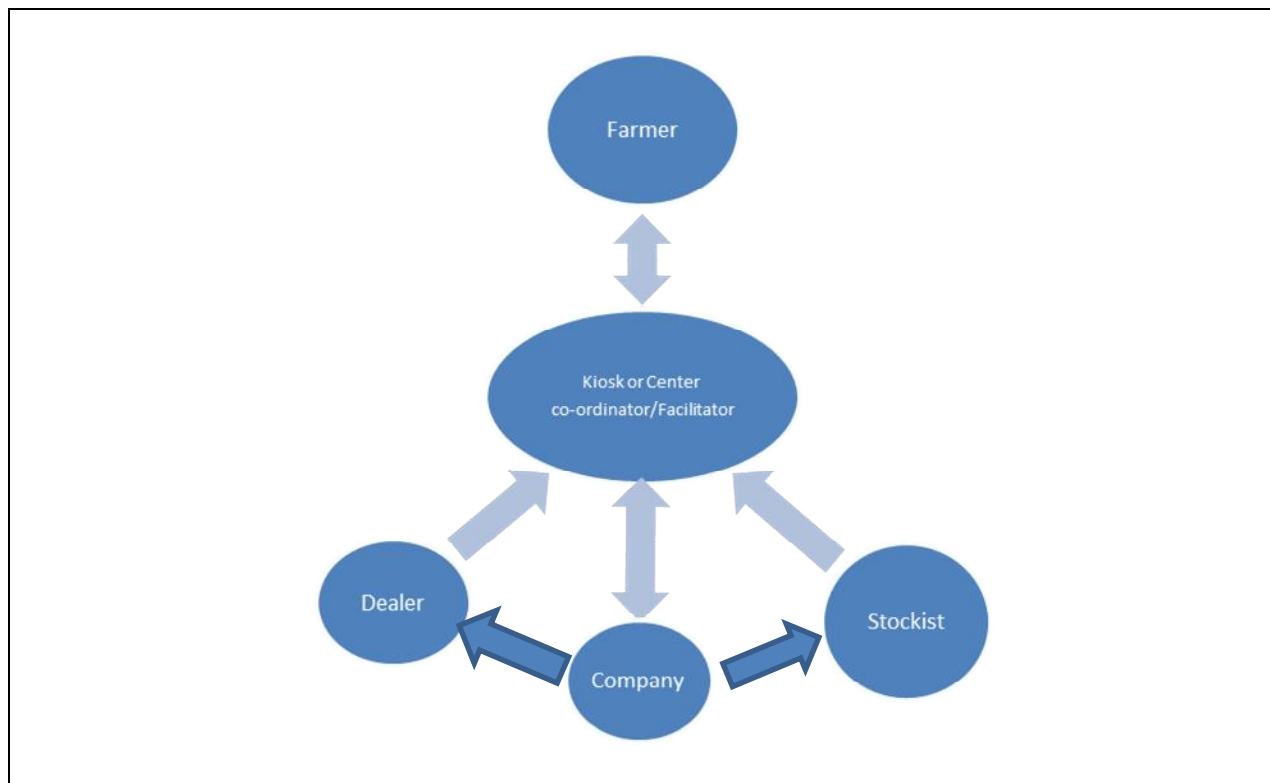 Farmer
Kiosk or Center
co-ordinator/Facilitator
Dealer
Stockist
Company